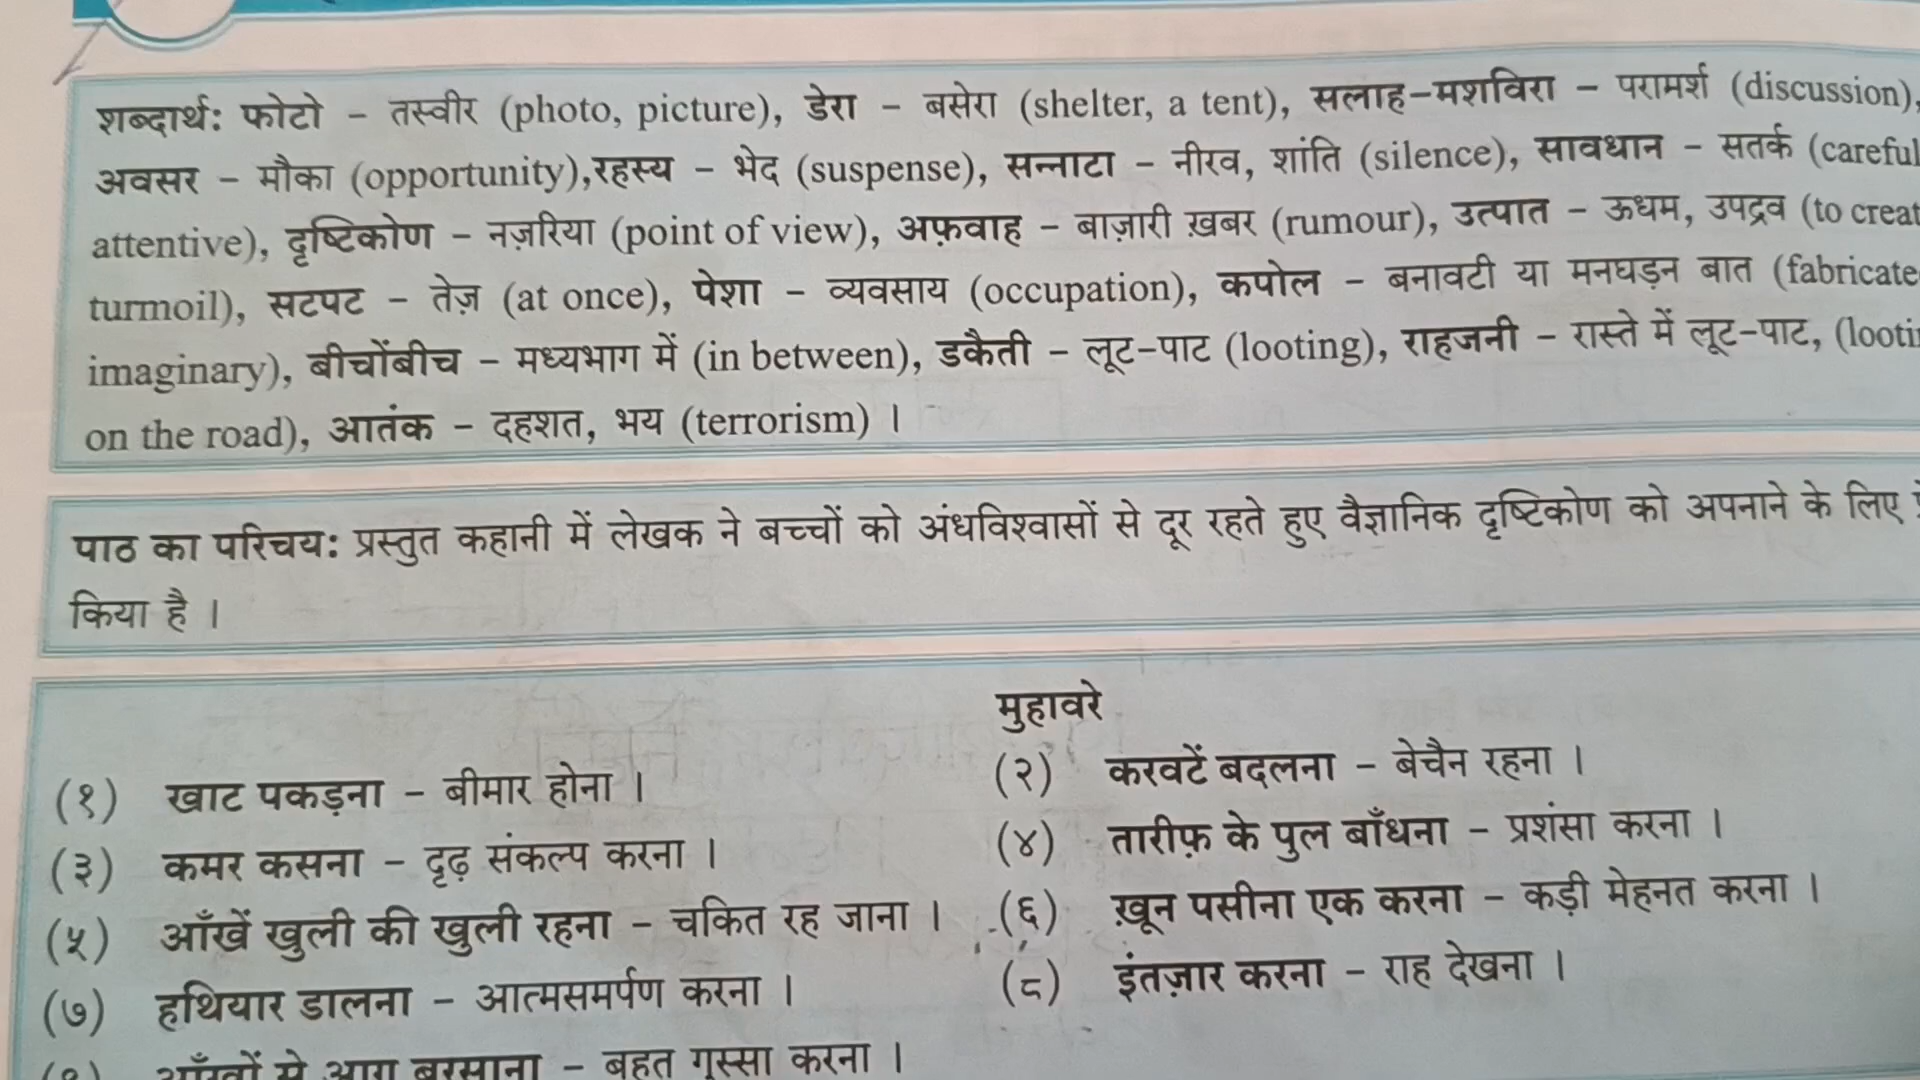 शब्दार्थ: फोटो – तस्वीर (photo, picture), डेरा – बसेरा (shelter, a tent), सलाह-मशविरा – परामर्श (discussion),
अवसर – मौका (opportunity),रहस्य – भेद (suspense), सन्नाटा – नीरव, शांति (silence), सावधान – सतर्क (careful
attentive), दृष्टिकोण – नज़रिया (point of view), अफ़वाह – बाज़ारी ख़बर (rumour), उत्पात – ऊधम, उपद्रव (to creat
turmoil), सटपट – तेज़ (at once), पेशा – व्यवसाय (occupation), कपोल – बनावटी या मनघड़न बात (fabricate
imaginary), बीचोंबीच – मध्यभाग में (in between), डकैती – लूट-पाट (looting), राहजनी – रास्ते में लूट-पाट, (looti
on the road), आतंक – दहशत, भय (terrorism) ।
पाठ का परिचय: प्रस्तुत कहानी में लेखक ने बच्चों को अंधविश्वासों से दूर रहते हुए वैज्ञानिक दृष्टिकोण को अपनाने के लिए
किया है ।
मुहावरे
(१) खाट पकड़ना – बीमार होना ।
(२) करवटें बदलना – बेचैन रहना ।
(३) कमर कसना – दृढ़ संकल्प करना ।
(४) तारीफ़ के पुल बाँधना – प्रशंसा करना ।
(५) आँखें खुली की खुली रहना – चकित रह जाना ।
(६) ख़ून पसीना एक करना – कड़ी मेहनत करना ।
(७) हथियार डालना – आत्मसमर्पण करना ।
(८) इंतज़ार करना – राह देखना ।
(९) आँखों से आग बरसाना – बहुत गुस्सा करना ।